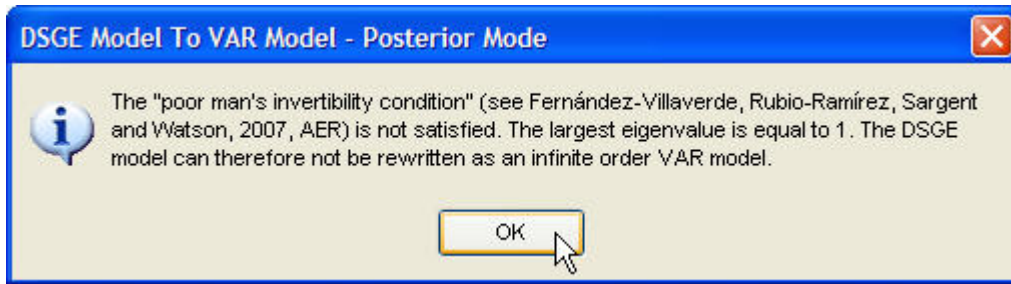 DSGE Model To VAR Model - Posterior Mode
The "poor man's invertibility condition" (see Fernández-Villaverde, Rubio-Ramírez, Sargent
and Watson, 2007, AER) is not satisfied. The largest eigenvalue is equal to 1. The DSGE
model can therefore not be rewritten as an infinite order VAR model.
OK